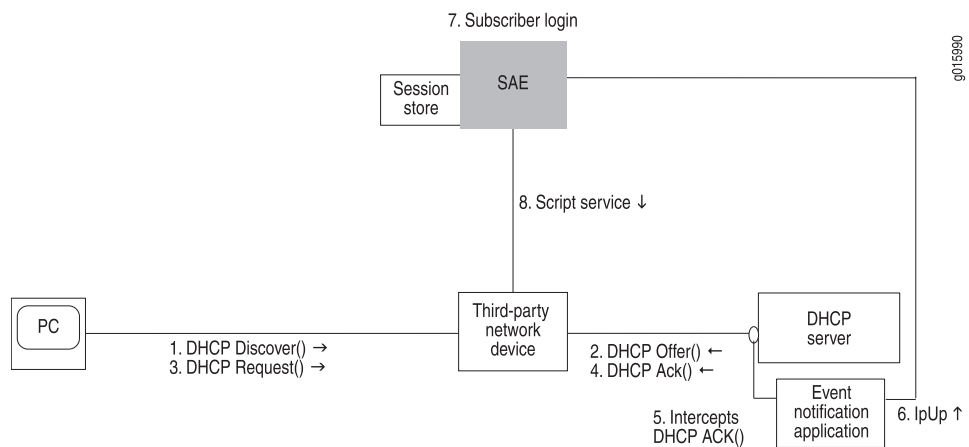 7. Subscriber login
g015990
Session
store
SAE
8. Script service ↓
PC
Third-party
network
device
DHCP
server
1. DHCP Discover() →
3. DHCP Request() →
2. DHCP Offer() ←
4. DHCP Ack() ←
Event
notification
application
5. Intercepts
DHCP ACK()
6. IpUp ↑